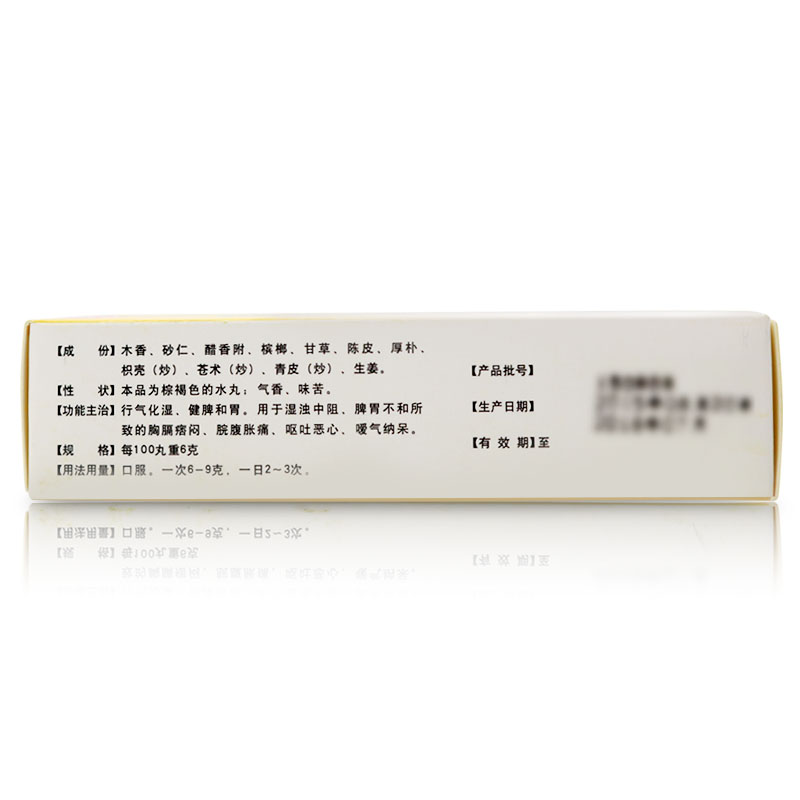 【成 份】木香、砂仁、醋香附、槟榔、甘草、陈皮、厚朴、
枳壳（炒）、苍术（炒）、青皮（炒）、生姜。
【性 状】本品为棕褐色的水丸；气香、味苦。
【功能主治】行气化湿、健脾和胃。用于湿浊中阻、脾胃不和所
致的胸膈痞闷、脘腹胀痛、呕吐恶心、嗳气纳呆。
【规 格】每100丸重6克
【用法用量】口服。一次6－9克，一日2～3次。
【产品批号】
【生产日期】
【有 效 期】至